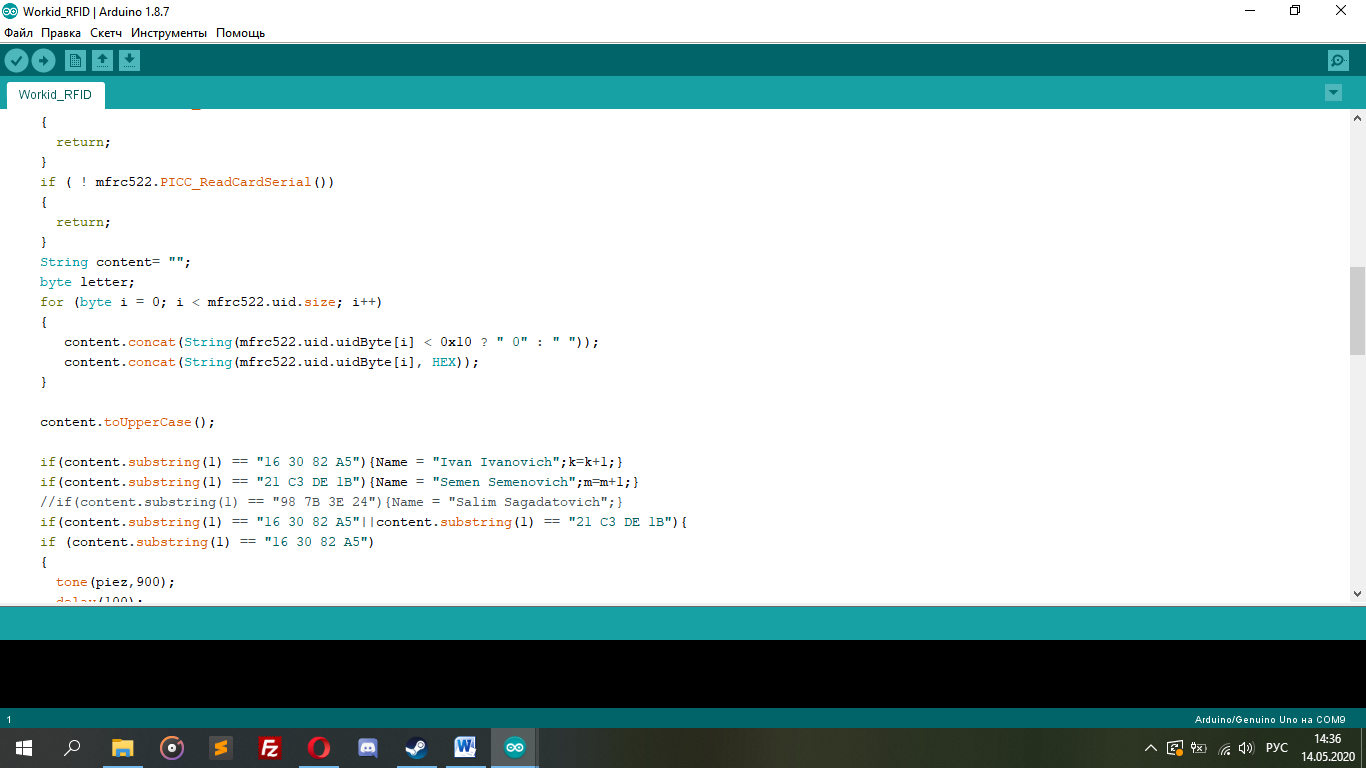 Workid_RFID | Arduino 1.8.7
Файл Правка Скетч Инструменты Помощь
Workid_RFID
{
return;
}
if ( ! mfrc522.PICC_ReadCardSerial())
{
return;
}
String content= "";
byte letter;
for (byte i = 0; i < mfrc522.uid.size; i++)
{
content.concat(String(mfrc522.uid.uidByte[i] < 0x10 ? " 0" : " "));
content.concat(String(mfrc522.uid.uidByte[i], HEX));
}
content.toUpperCase();
if(content.substring(1) == "16 30 82 A5"){Name = "Ivan Ivanovich";k=k+1;}
if(content.substring(1) == "21 C3 DE 1B"){Name = "Semen Semenovich";m=m+1;}
//if(content.substring(1) == "98 7B 3E 24"){Name = "Salim Sagadatovich";}
if(content.substring(1) == "16 30 82 A5"||content.substring(1) == "21 C3 DE 1B"){
if (content.substring(1) == "16 30 82 A5")
{
tone(piez,900);
delay(100);
1
Arduino/Genuino Uno на COM9
РУС
14:36
14.05.2020